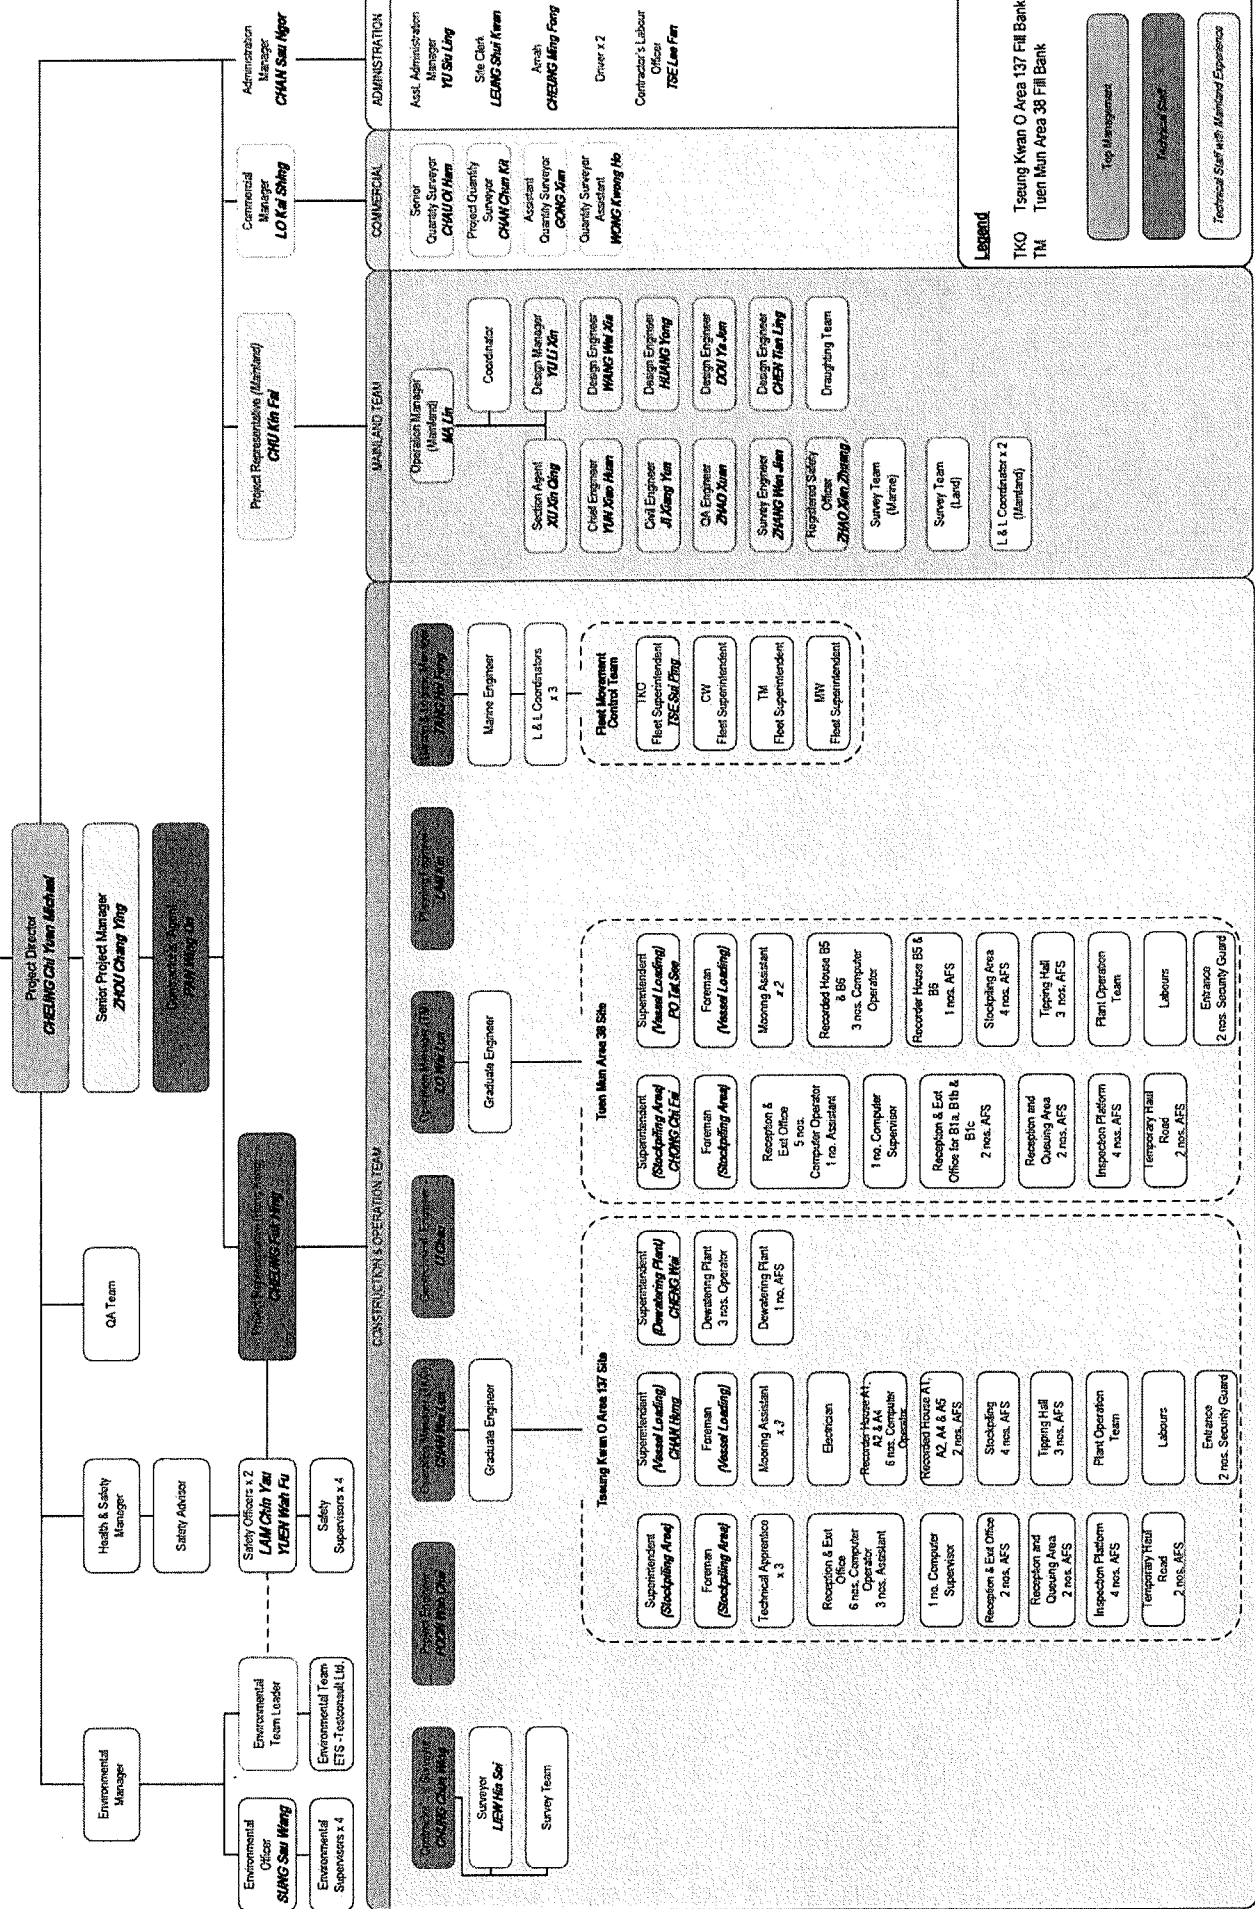 Project Director
CHEUNG Chi Yuen Michael
Senior Project Manager
ZHOU Chang Ying
Environmental
Manager
Health & Safety
Manager
QA Team
Safety Advisor
Environmental
Officer
SUNG Sau Wang
Environmental
Team Leader
Safety Officers x 2
LAM Chin Yau
YUEN Wah Fu
Project Representative (Mainland)
CHU Kin Fai
Commercial
Manager
LO Kai Shing
Administration
Manager
CHAN Sau Ngor
Environmental
Supervisors x 4
Environmental Team
ETS -Testconsult Ltd.
Safety
Supervisors x 4
CONSTRUCTION & OPERATION TEAM
MAINLAND TEAM
COMMERCIAL
ADMINISTRATION
Surveyor
LIEW Hin Soi
Survey Team
Graduate Engineer
Graduate Engineer
Marine Engineer
L & L Coordinators
x 3
Tseung Kwan O Area 137 Site
Superintendent
(Stockpiling Area)
Foreman
(Stockpiling Area)
Technical Apprentice
x 3
Reception & Exit
Office
6 nos. Computer
Operator
3 nos. Assistant
1 no. Computer
Supervisor
Reception & Exit Office
2 nos. AFS
Reception and
Queuing Area
2 nos. AFS
Inspection Platform
4 nos. AFS
Temporary Haul
Road
2 nos. AFS
Superintendent
(Vessel Loading)
CHAN Hung
Foreman
(Vessel Loading)
Mooring Assistant
x 3
Electrician
Recorder House A1,
A2 & A4
6 nos. Computer
Operator
Recorded House A1,
A2, A4 & A5
2 nos. AFS
Stockpiling
4 nos. AFS
Tipping Hall
3 nos. AFS
Plant Operation
Team
Labours
Entrance
2 nos. Security Guard
Superintendent
(Dewatering Plant)
CHENG Wai
Dewatering Plant
3 nos. Operator
Dewatering Plant
1 no. AFS
Tuen Mun Area 38 Site
Superintendent
(Stockpiling Area)
CHONG Chi Fai
Foreman
(Stockpiling Area)
Reception &
Exit Office
5 nos.
Computer Operator
1 no. Assistant
1 no. Computer
Supervisor
Reception & Exit
Office for B1a, B1b &
B1c
2 nos. AFS
Reception and
Queuing Area
2 nos. AFS
Inspection Platform
4 nos. AFS
Temporary Haul
Road
2 nos. AFS
Superintendent
(Vessel Loading)
PO Tat See
Foreman
(Vessel Loading)
Mooring Assistant
x 2
Recorded House B5
& B6
3 nos. Computer
Operator
Recorder House B5 &
B6
1 nos. AFS
Stockpiling Area
4 nos. AFS
Tipping Hall
3 nos. AFS
Plant Operation
Team
Labours
Entrance
2 nos. Security Guard
Fleet Movement
Control Team
TKO
Fleet Superintendent
TSE Sui Ping
CW
Fleet Superintendent
TM
Fleet Superintendent
MW
Fleet Superintendent
Operation Manager
(Mainland)
MA Lin
Coordinator
Section Agent
XU Xin Qing
Chief Engineer
YUN Xiao Huan
Civil Engineer
JI Xiang Yun
QA Engineer
ZHAO Xuan
Survey Engineer
ZHANG Wen Jian
Registered Safety
Officer
ZHAO Xian Zhuang
Survey Team
(Marine)
Survey Team
(Land)
L & L Coordinator x 2
(Mainland)
Design Manager
YU Li Xin
Design Engineer
WANG Wei Xia
Design Engineer
HUANG Yong
Design Engineer
DOU Ya Jun
Design Engineer
CHEN Tian Ling
Draughting Team
Senior
Quantity Surveyor
CHAU Oi Ham
Project Quantity
Surveyor
CHAN Chun Kit
Assistant
Quantity Surveyor
GONG Xian
Quantity Surveyor
Assistant
WONG Kwong Ho
Asst. Administration
Manager
YU Siu Ling
Site Clerk
LEUNG Shui Kwan
Amah
CHEUNG Ming Fong
Driver x 2
Contractor's Labour
Officer
TSE Lee Fan
Legend
TKO Tseung Kwan O Area 137 Fill Bank
TM Tuen Mun Area 38 Fill Bank
Top Management
Technical Staff
Technical Staff with Mainland Experience